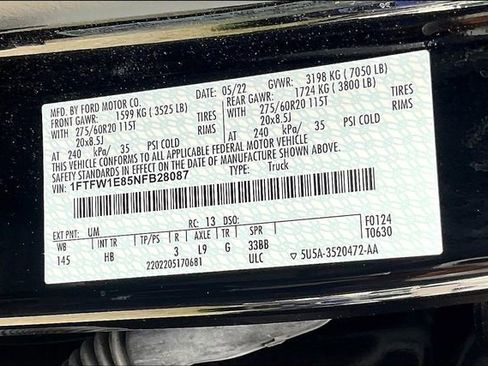 MFD. BY FORD MOTOR CO. DATE: 05/22 GVWR: 3198 KG ( 7050 LB)
FRONT GAWR: 1599 KG ( 3525 LB) REAR GAWR: 1724 KG ( 3800 LB)
WITH 275/60R20 115T TIRES WITH 275/60R20 115T TIRES
20x8.5J RIMS 20x8.5J RIMS
AT 240 kPa/ 35 PSI COLD AT 240 kPa/ 35 PSI COLD
THIS VEHICLE CONFORMS TO ALL APPLICABLE FEDERAL MOTOR VEHICLE
SAFETY STANDARDS IN EFFECT ON THE DATE OF MANUFACTURE SHOWN ABOVE.
VIN: 1FTFW1E85NFB28087 TYPE: Truck
EXT PNT: UM RC: 13 DSO: F0124
WB INT TR TP/PS R AXLE TR SPR T0630
145 HB 3 L9 G 33BB
2202205170681 ULC ▽ 5U5A-3520472-AA